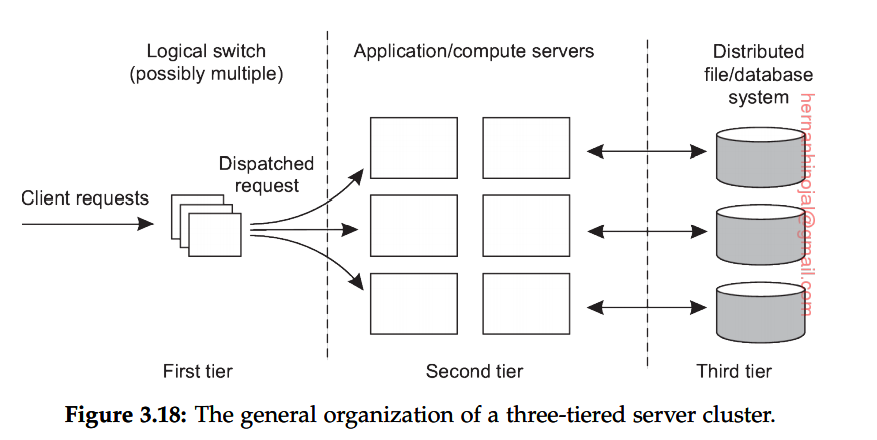 Logical switch
(possibly multiple)
Application/compute servers
Distributed
file/database
system
Dispatched
request
Client requests
First tier
Second tier
Third tier
hernanhinojal@gmail.com
Figure 3.18: The general organization of a three-tiered server cluster.